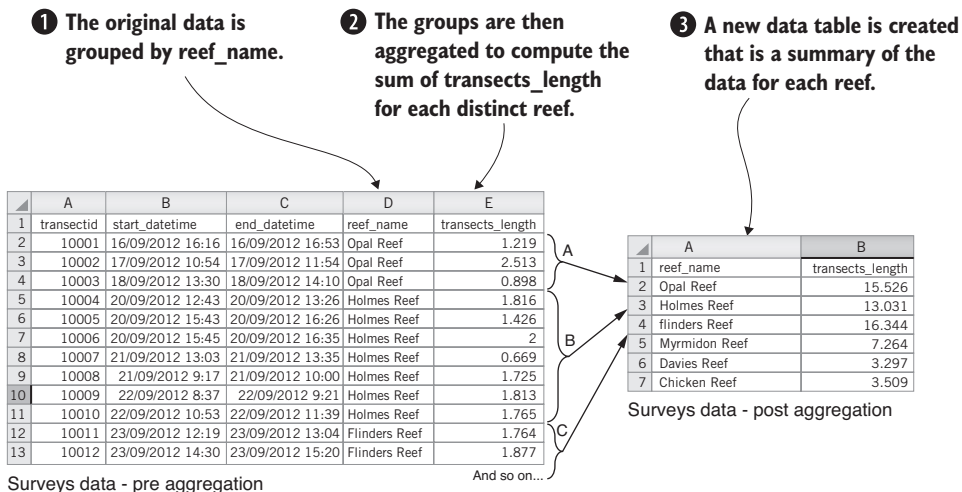 1 The original data is
grouped by reef_name.
2 The groups are then
aggregated to compute the
sum of transects_length
for each distinct reef.
3 A new data table is created
that is a summary of the
data for each reef.
A B C D E
1 transectid start_datetime end_datetime reef_name transects_length
2 10001 16/09/2012 16:16 16/09/2012 16:53 Opal Reef 1.219
3 10002 17/09/2012 10:54 17/09/2012 11:54 Opal Reef 2.513
4 10003 18/09/2012 13:30 18/09/2012 14:10 Opal Reef 0.898
5 10004 20/09/2012 12:43 20/09/2012 13:26 Holmes Reef 1.816
6 10005 20/09/2012 15:43 20/09/2012 16:26 Holmes Reef 1.426
7 10006 20/09/2012 15:45 20/09/2012 16:35 Holmes Reef 2
8 10007 21/09/2012 13:03 21/09/2012 13:35 Holmes Reef 0.669
9 10008 21/09/2012 9:17 21/09/2012 10:00 Holmes Reef 1.725
10 10009 22/09/2012 8:37 22/09/2012 9:21 Holmes Reef 1.813
11 10010 22/09/2012 10:53 22/09/2012 11:39 Holmes Reef 1.765
12 10011 23/09/2012 12:19 23/09/2012 13:04 Flinders Reef 1.764
13 10012 23/09/2012 14:30 23/09/2012 15:20 Flinders Reef 1.877
Surveys data - pre aggregation
A
B
C
And so on...
A B
1 reef_name transects_length
2 Opal Reef 15.526
3 Holmes Reef 13.031
4 flinders Reef 16.344
5 Myrmidon Reef 7.264
6 Davies Reef 3.297
7 Chicken Reef 3.509
Surveys data - post aggregation